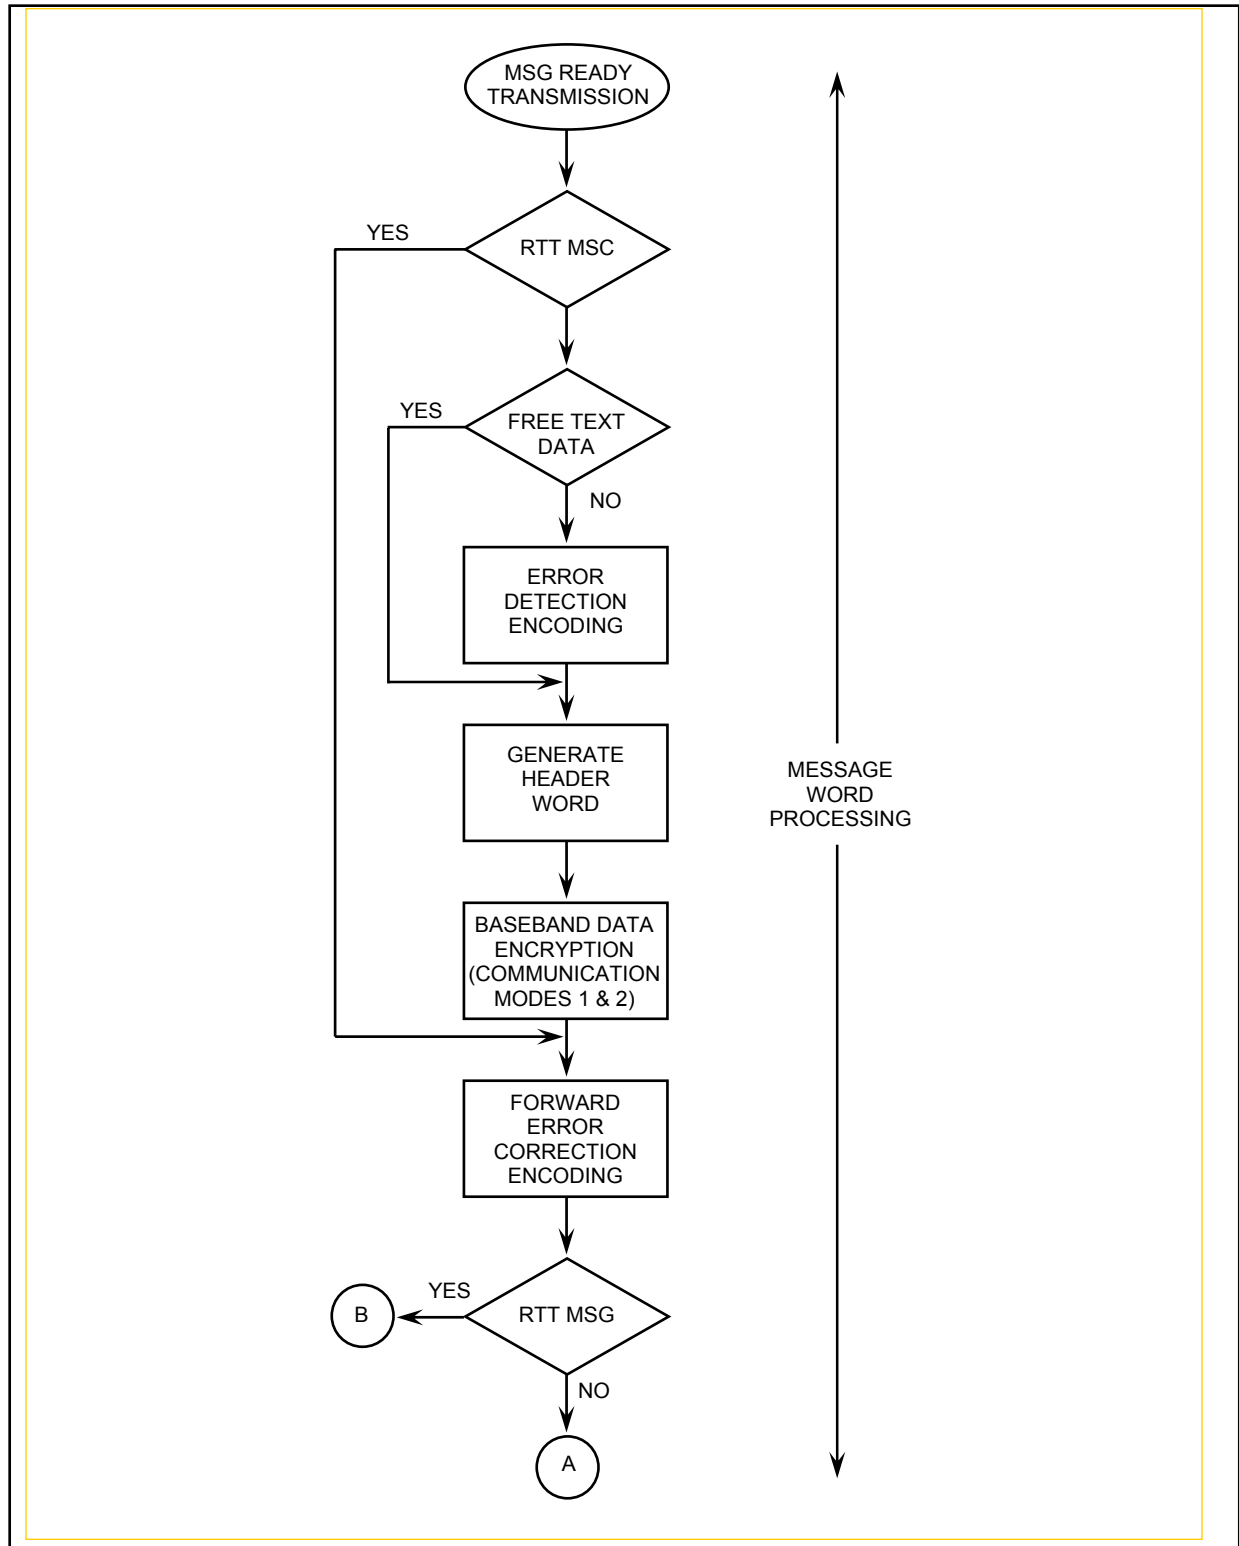 MSG READY
TRANSMISSION
YES
RTT MSC
YES
FREE TEXT
DATA
NO
ERROR
DETECTION
ENCODING
GENERATE
HEADER
WORD
MESSAGE
WORD
PROCESSING
BASEBAND DATA
ENCRYPTION
(COMMUNICATION
MODES 1 & 2)
FORWARD
ERROR
CORRECTION
ENCODING
YES
B
RTT MSG
NO
A